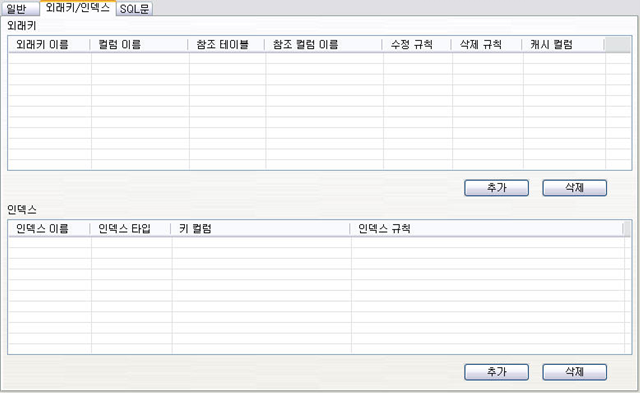 일반 외래키/인덱스 SQL문
외래키
외래키 이름 컬럼 이름 참조 테이블 참조 컬럼 이름 수정 규칙 삭제 규칙 캐시 컬럼
추가 삭제
인덱스
인덱스 이름 인덱스 타입 키 컬럼 인덱스 규칙
추가 삭제